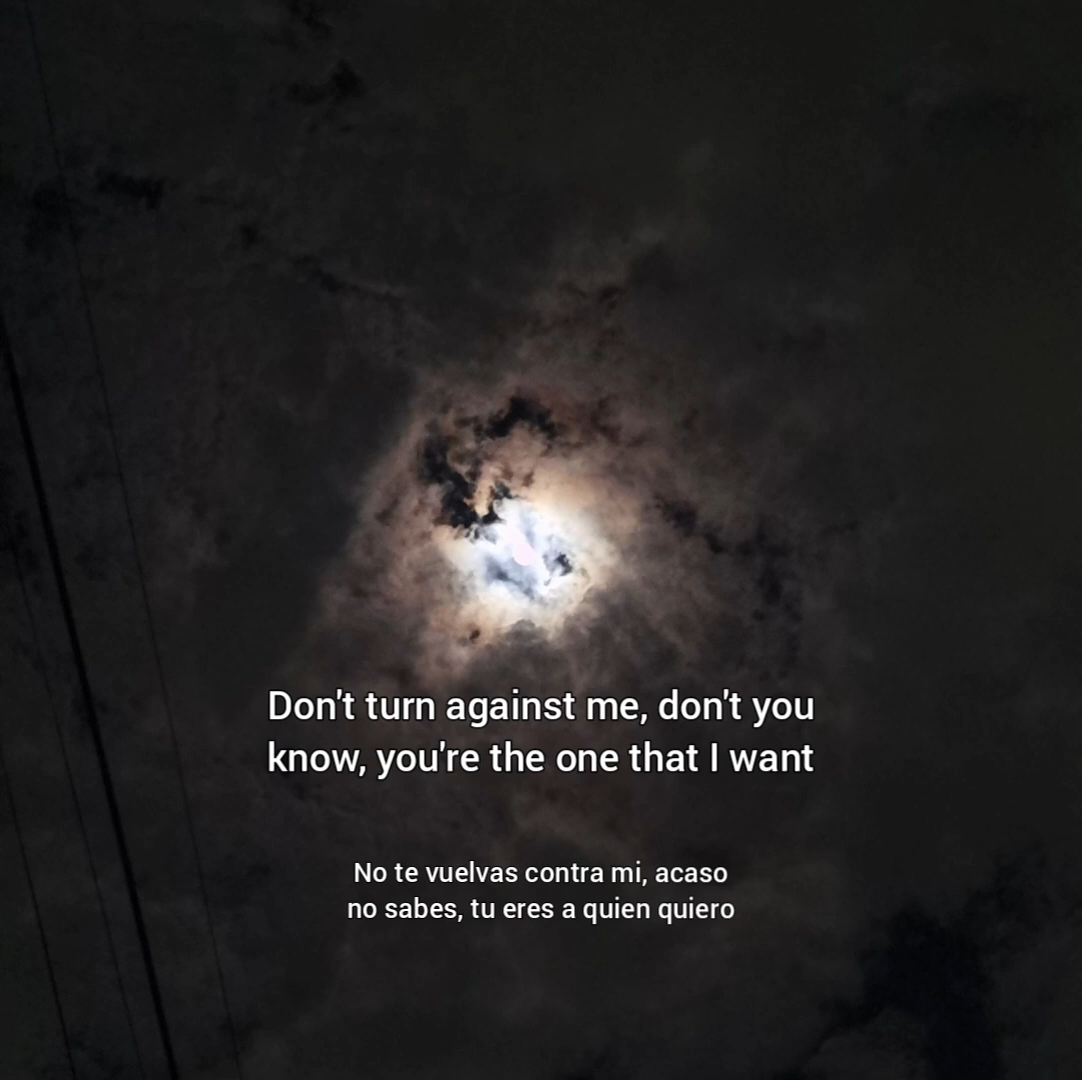 Don't turn against me, don't you
know, you're the one that I want
No te vuelvas contra mi, acaso
no sabes, tu eres a quien quiero